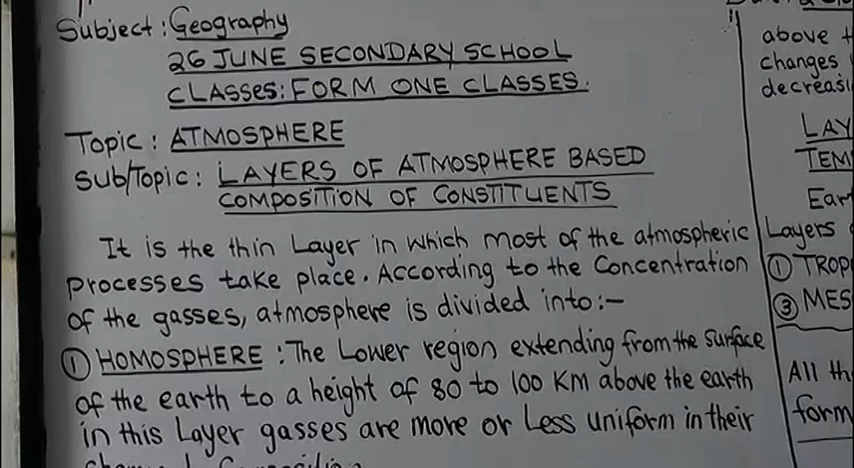 Subject: Geography
26 JUNE SECONDARY SCHOOL
CLASSES: FORM ONE CLASSES.
Topic: ATMOSPHERE
Sub/Topic: LAYERS OF ATMOSPHERE BASED
COMPOSITION OF CONSTITUENTS
It is the thin Layer in which most of the atmospheric
Processes take place. According to the Concentration
of the gasses, atmosphere is divided into:-
① HOMOSPHERE : The Lower region extending from the surface
of the earth to a height of 80 to 100 KM above the earth
in this Layer gasses are more or Less uniform in their
above
changes
LAY
TEM
Layers
① TROP
③ MES
All
form